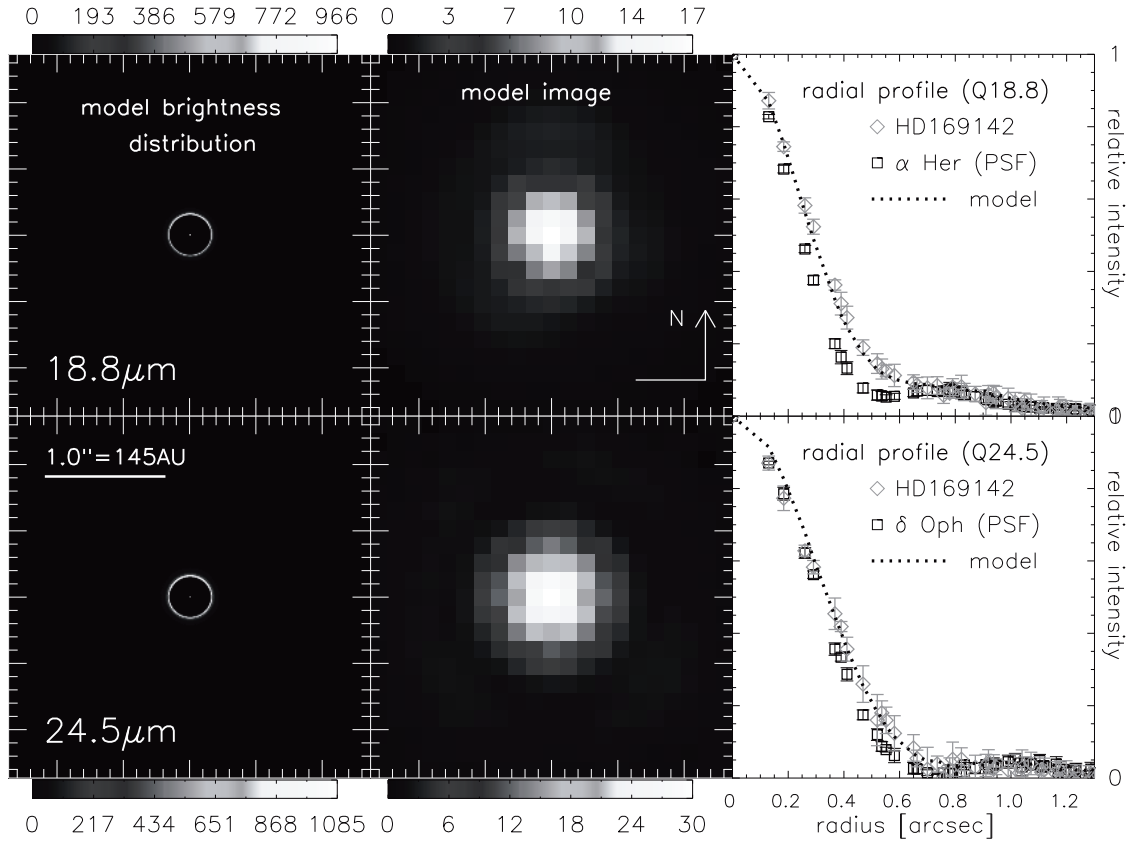 0 193 386 579 772 966
0 3 7 10 14 17
model brightness
distribution
model image
radial profile (Q18.8)
HD169142
α Her (PSF)
model
1
relative intensity
N
18.8μm
0
1.0"=145AU
radial profile (Q24.5)
HD169142
δ Oph (PSF)
model
relative intensity
24.5μm
0
0 217 434 651 868 1085
0 6 12 18 24 30
0 0.2 0.4 0.6 0.8 1.0 1.2
radius [arcsec]